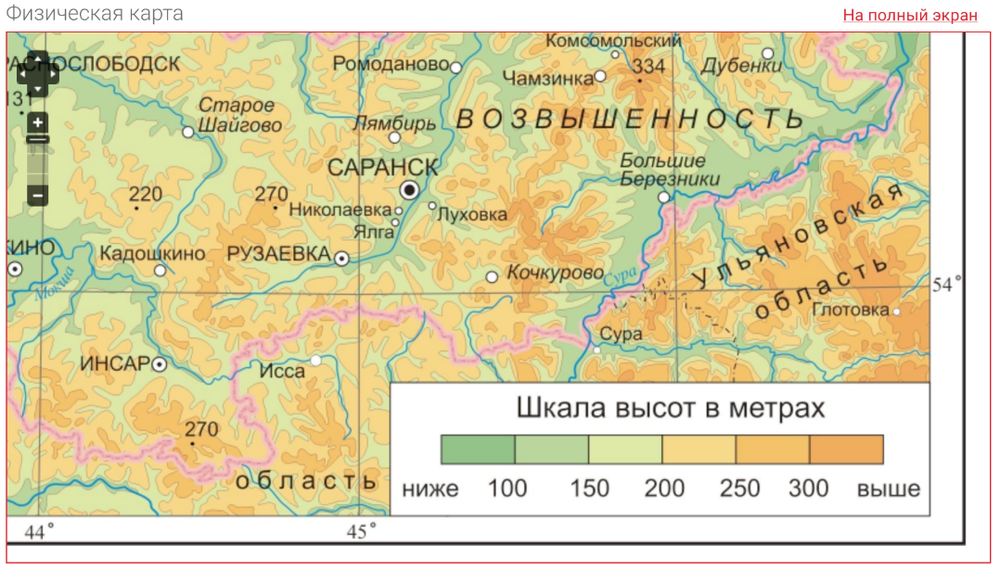 Физическая карта
На полный экран
РАСНОСЛОБОДСК
Ромоданово
Комсомольский
Чамзинка
334
Дубенки
131
Старое
Шайгово
Лямбирь
ВОЗВЫШЕННОСТЬ
САРАНСК
Большие
Березники
220
270
Николаевка
Луховка
Ялга
КИНО
Кадошкино
РУЗАЕВКА
Кочкурово
Сура
Мокша
Ульяновская
область
54°
Глотовка
Сура
ИНСАР
Исса
270
область
Шкала высот в метрах
ниже 100 150 200 250 300 выше
44° 45°